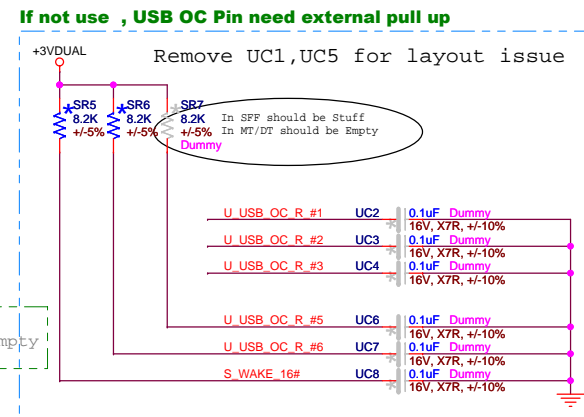 If not use , USB OC Pin need external pull up
+3VDUAL
Remove UC1,UC5 for layout issue
*SR5
8.2K
+/-5%
*SR6
8.2K
+/-5%
*SR7
8.2K
+/-5%
Dummy
In SFF should be Stuff
In MT/DT should be Empty
U_USB_OC_R_#1 UC2 * 0.1uF Dummy
16V, X7R, +/-10%
U_USB_OC_R_#2 UC3 * 0.1uF Dummy
16V, X7R, +/-10%
U_USB_OC_R_#3 UC4 * 0.1uF Dummy
16V, X7R, +/-10%
U_USB_OC_R_#5 UC6 * 0.1uF Dummy
16V, X7R, +/-10%
mpty
U_USB_OC_R_#6 UC7 * 0.1uF Dummy
16V, X7R, +/-10%
S_WAKE_16# UC8 * 0.1uF Dummy
16V, X7R, +/-10%